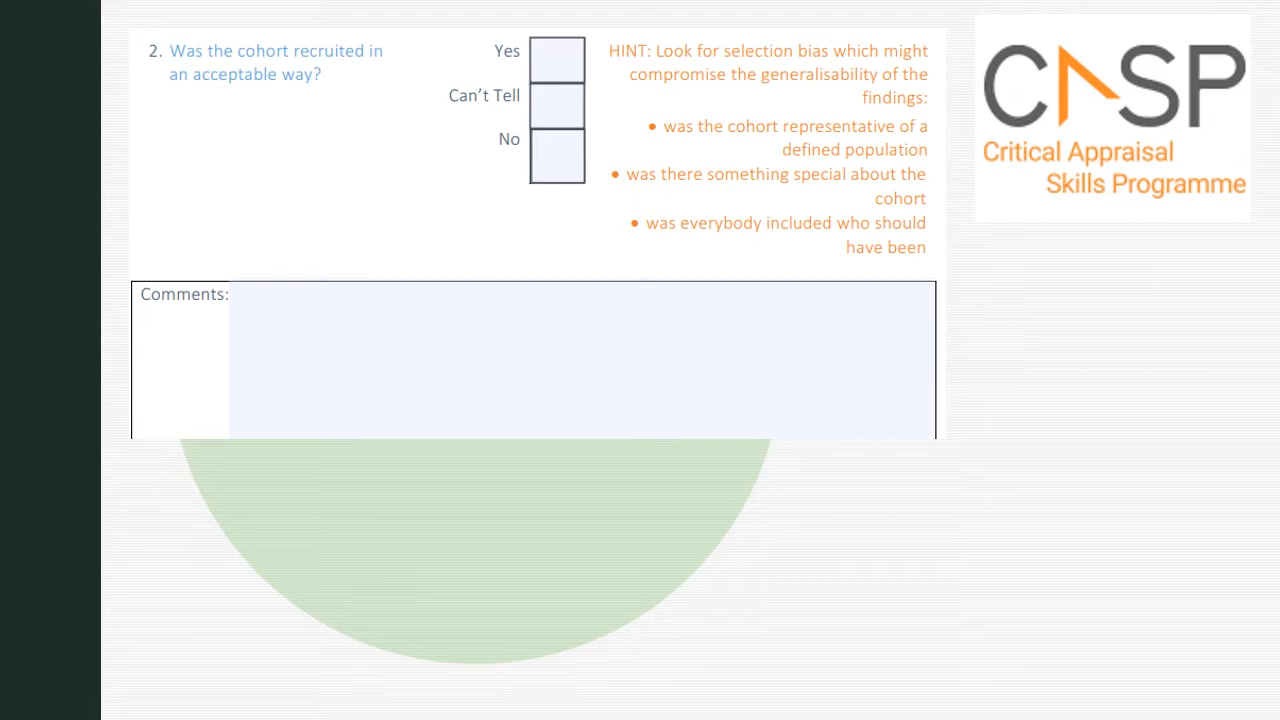 2. Was the cohort recruited in
an acceptable way?
Yes
Can’t Tell
No
HINT: Look for selection bias which might
compromise the generalisability of the
findings:
• was the cohort representative of a
defined population
• was there something special about the
cohort
• was everybody included who should
have been
Comments:
CASP
Critical Appraisal
Skills Programme